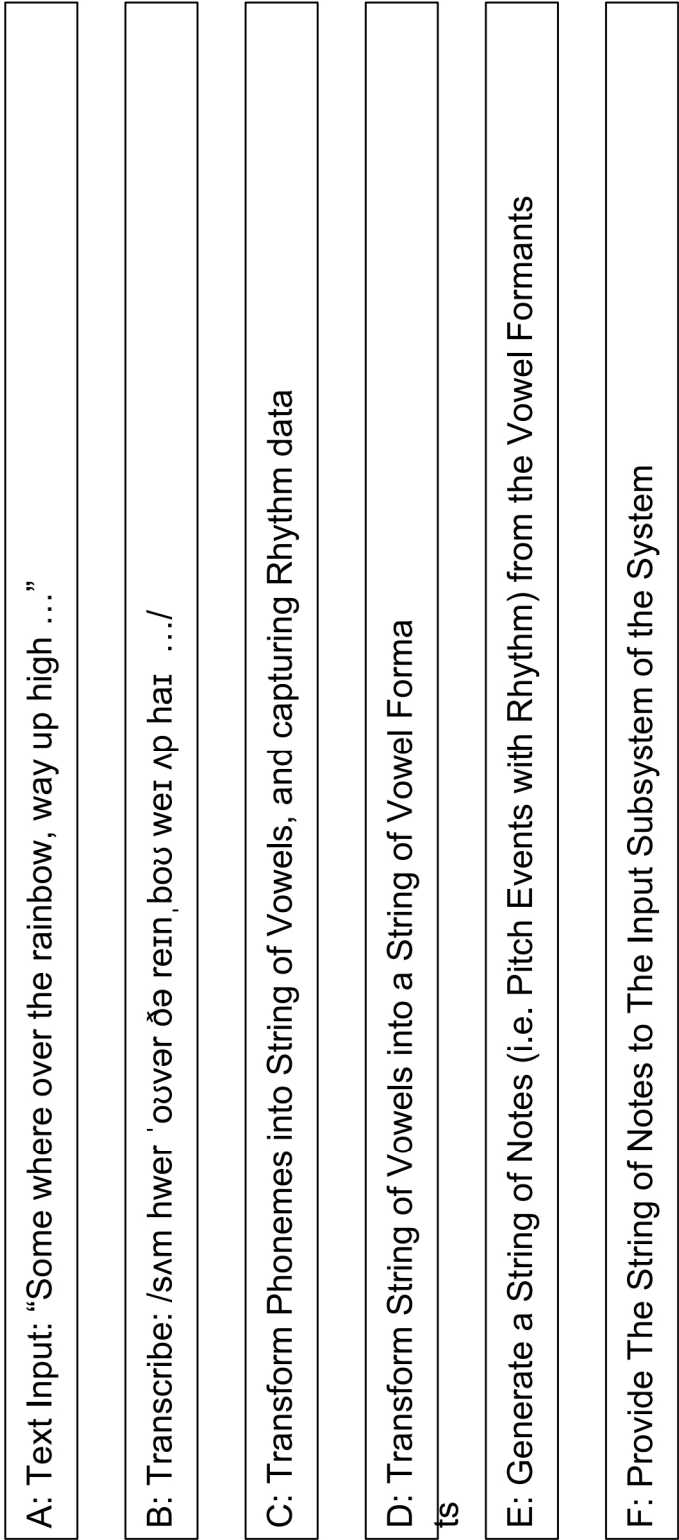 A: Text Input: “Some where over the rainbow, way up high …”
B: Transcribe: /sʌm hwer ˈoʊvər ðə reɪnˌboʊ weɪ ʌp haɪ  …/
C: Transform Phonemes into String of Vowels, and capturing Rhythm data
D: Transform String of Vowels into a String of Vowel Forma
ts
E: Generate a String of Notes (i.e. Pitch Events with Rhythm) from the Vowel Formants
F: Provide The String of Notes to The Input Subsystem of the System